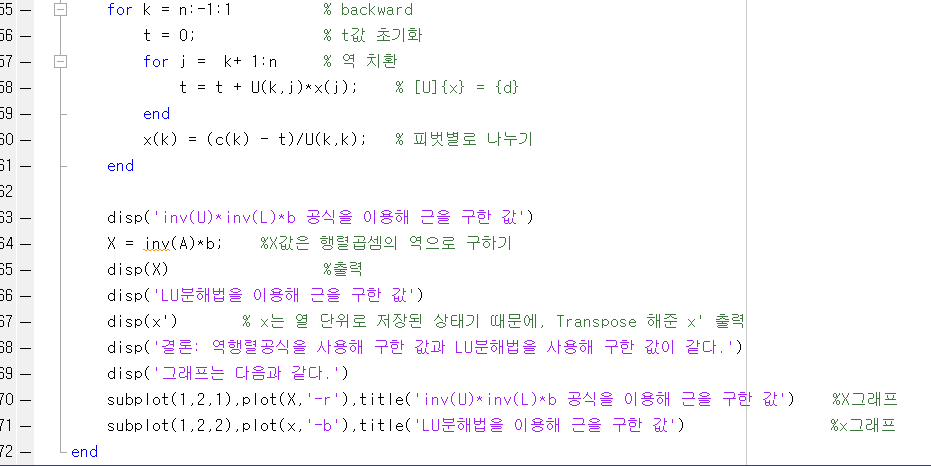 55 - for k = n:-1:1 % backward
56 - t = 0; % t값 초기화
57 - for j = k+ 1:n % 역 치환
58 - t = t + U(k,j)*x(j); % [U]{x} = {d}
59 - end
60 - x(k) = (c(k) - t)/U(k,k); % 피벗별로 나누기
61 - end
62
63 - disp('inv(U)*inv(L)*b 공식을 이용해 근을 구한 값')
64 - X = inv(A)*b; %X값은 행렬곱셈의 역으로 구하기
65 - disp(X) %출력
66 - disp('LU분해법을 이용해 근을 구한 값')
67 - disp(x') % x는 열 단위로 저장된 상태기 때문에, Transpose 해준 x' 출력
68 - disp('결론: 역행렬공식을 사용해 구한 값과 LU분해법을 사용해 구한 값이 같다.')
69 - disp('그래프는 다음과 같다.')
70 - subplot(1,2,1),plot(X,'-r'),title('inv(U)*inv(L)*b 공식을 이용해 근을 구한 값') %X그래프
71 - subplot(1,2,2),plot(x,'-b'),title('LU분해법을 이용해 근을 구한 값') %x그래프
72 - end